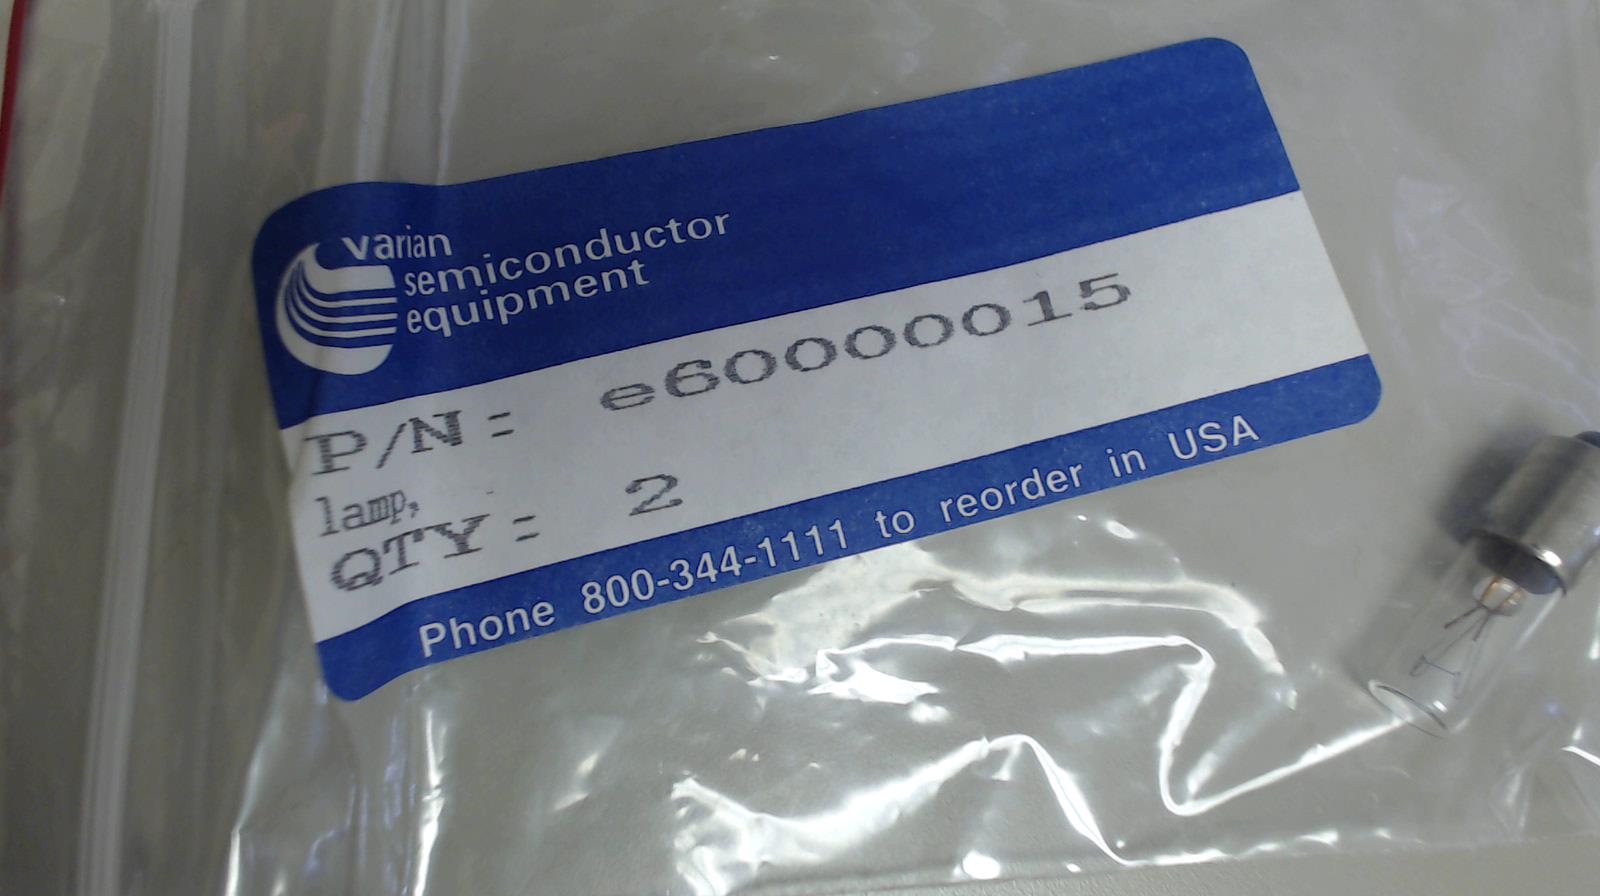 varian
semiconductor
equipment
P/N: e60000015
lamp,
QTY: 2
Phone 800-344-1111 to reorder in USA